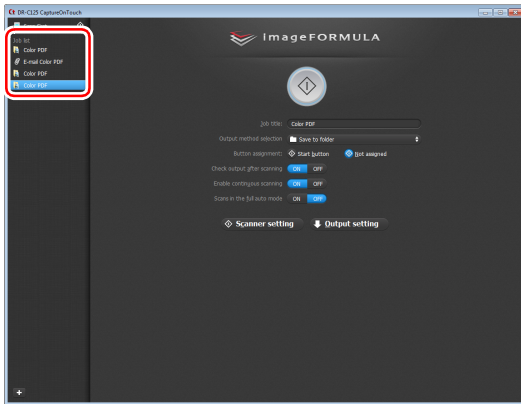 DR-C125 CaptureOnTouch
imageFORMULA
Job list
Color PDF
E-mail Color PDF
Color PDF
Color PDF
Job title: Color PDF
Output method selection Save to folder
Button assignment: Start button Not assigned
Check output after scanning ON OFF
Enable continuous scanning ON OFF
Scans in the full auto mode ON OFF
Scanner setting Output setting